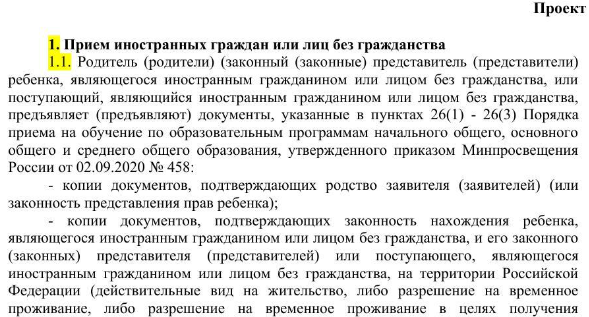 Проект
1. Прием иностранных граждан или лиц без гражданства
1.1. Родитель (родители) (законный (законные) представитель (представители)
ребенка, являющегося иностранным гражданином или лицом без гражданства, или
поступающий, являющийся иностранным гражданином или лицом без гражданства,
предъявляет (предъявляют) документы, указанные в пунктах 26(1) - 26(3) Порядка
приема на обучение по образовательным программам начального общего, основного
общего и среднего общего образования, утвержденного приказом Минпросвещения
России от 02.09.2020 № 458:
- копии документов, подтверждающих родство заявителя (заявителей) (или
законность представления прав ребенка);
- копии документов, подтверждающих законность нахождения ребенка,
являющегося иностранным гражданином или лицом без гражданства, и его законного
(законных) представителя (представителей) или поступающего, являющегося
иностранным гражданином или лицом без гражданства, на территории Российской
Федерации (действительные вид на жительство, либо разрешение на временное
проживание, либо разрешение на временное проживание в целях получения